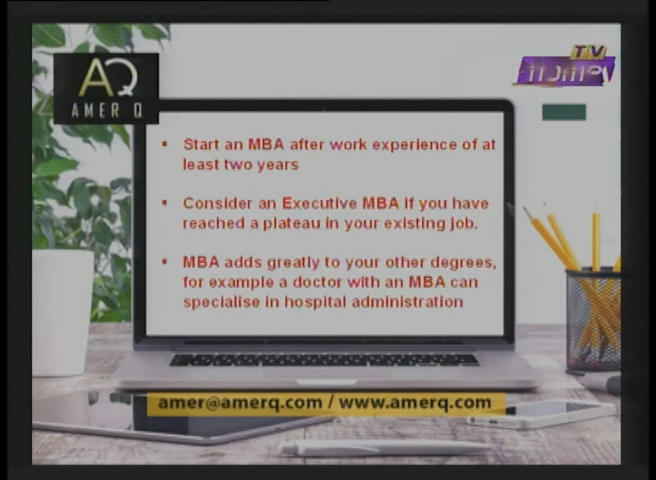 AQ
AMER Q
TV
Start an MBA after work experience of at
least two years
Consider an Executive MBA if you have
reached a plateau in your existing job.
MBA adds greatly to your other degrees,
for example a doctor with an MBA can
specialise in hospital administration
amer@amerq.com / www.amerq.com